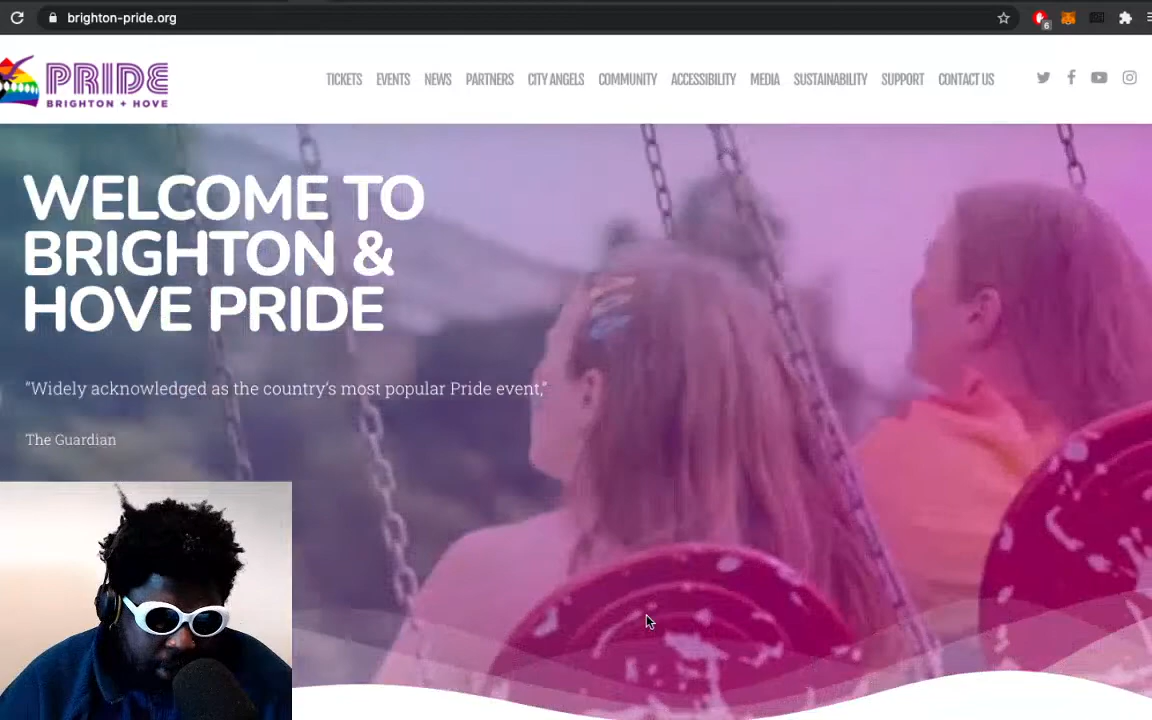 brighton-pride.org
6
PRIDE
BRIGHTON + HOVE
TICKETS EVENTS NEWS PARTNERS CITY ANGELS COMMUNITY ACCESSIBILITY MEDIA SUSTAINABILITY SUPPORT CONTACT US
WELCOME TO
BRIGHTON &
HOVE PRIDE
“Widely acknowledged as the country’s most popular Pride event,”
The Guardian